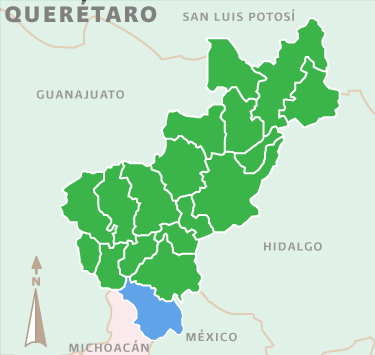 QUERÉTARO
SAN LUIS POTOSÍ
GUANAJUATO
HIDALGO
N
MÉXICO
MICHOACÁN